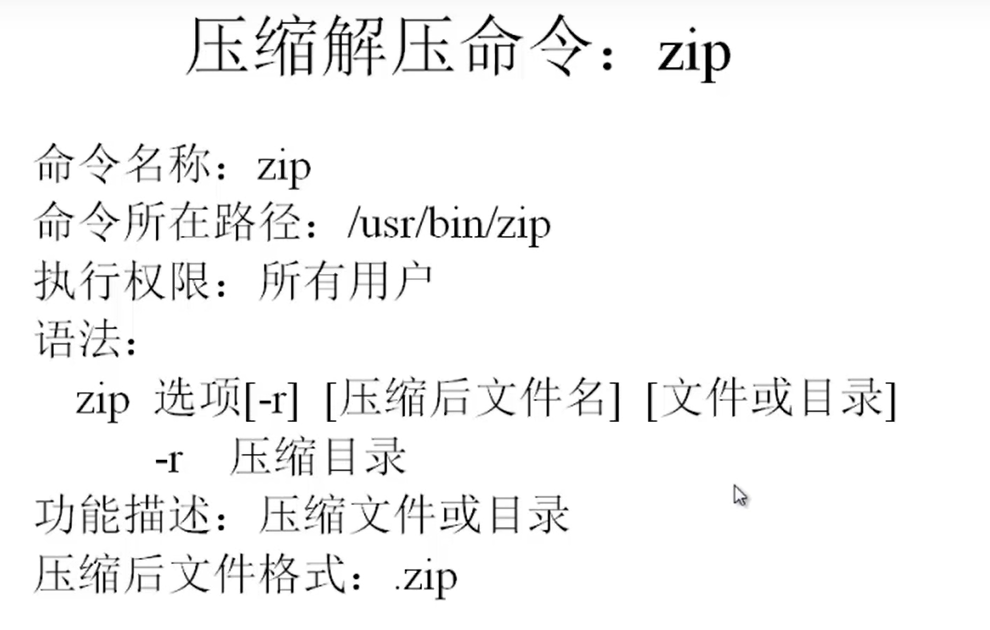 压缩解压命令：zip
命令名称：zip
命令所在路径：/usr/bin/zip
执行权限：所有用户
语法：
zip 选项[-r] [压缩后文件名] [文件或目录]
-r 压缩目录
功能描述：压缩文件或目录
压缩后文件格式：.zip